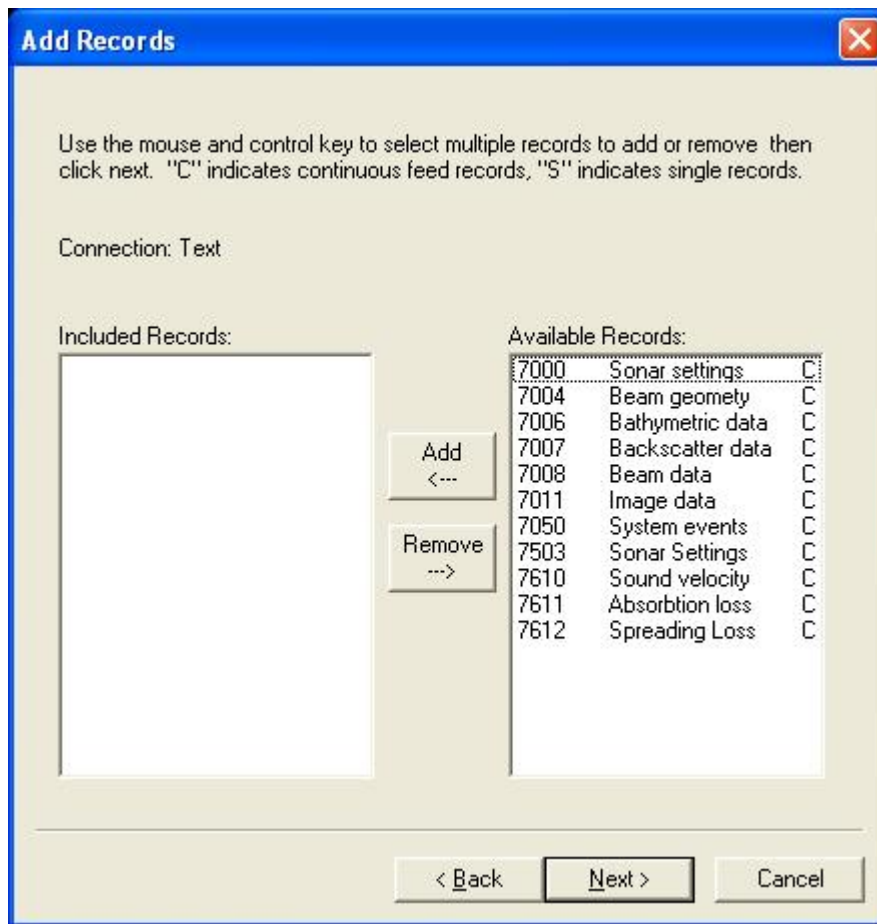 Add Records
Use the mouse and control key to select multiple records to add or remove then
click next. "C" indicates continuous feed records, "S" indicates single records.
Connection: Text
Included Records:
Available Records:
7000 Sonar settings C
7004 Beam geomety C
7006 Bathymetric data C
7007 Backscatter data C
7008 Beam data C
7011 Image data C
7050 System events C
7503 Sonar Settings C
7610 Sound velocity C
7611 Absorbtion loss C
7612 Spreading Loss C
Add
<---
Remove
--->
< Back
Next >
Cancel